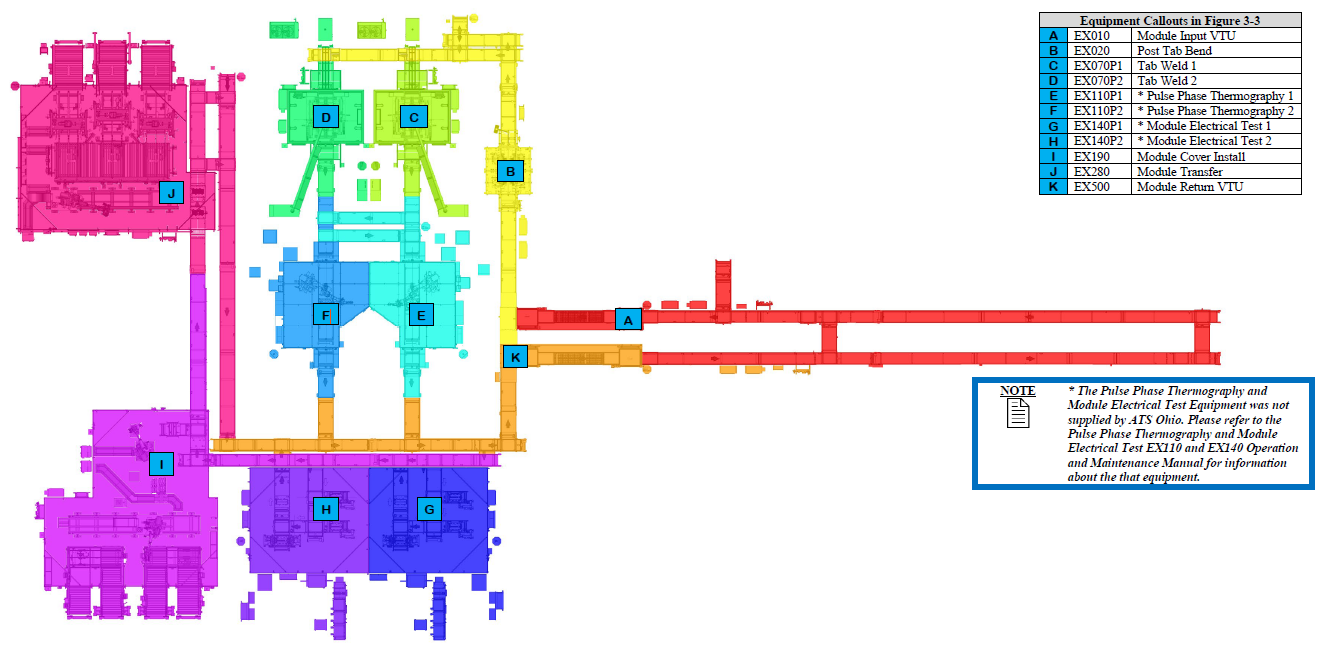 Equipment Callouts in Figure 3-3
A EX010 Module Input VTU
B EX020 Post Tab Bend
C EX070P1 Tab Weld 1
D EX070P2 Tab Weld 2
E EX110P1 * Pulse Phase Thermography 1
F EX110P2 * Pulse Phase Thermography 2
G EX140P1 * Module Electrical Test 1
H EX140P2 * Module Electrical Test 2
I EX190 Module Cover Install
J EX280 Module Transfer
K EX500 Module Return VTU
D
C
B
J
F
E
A
K
I
H
G
NOTE
* The Pulse Phase Thermography and
Module Electrical Test Equipment was not
supplied by ATS Ohio. Please refer to the
Pulse Phase Thermography and Module
Electrical Test EX110 and EX140 Operation
and Maintenance Manual for information
about the that equipment.